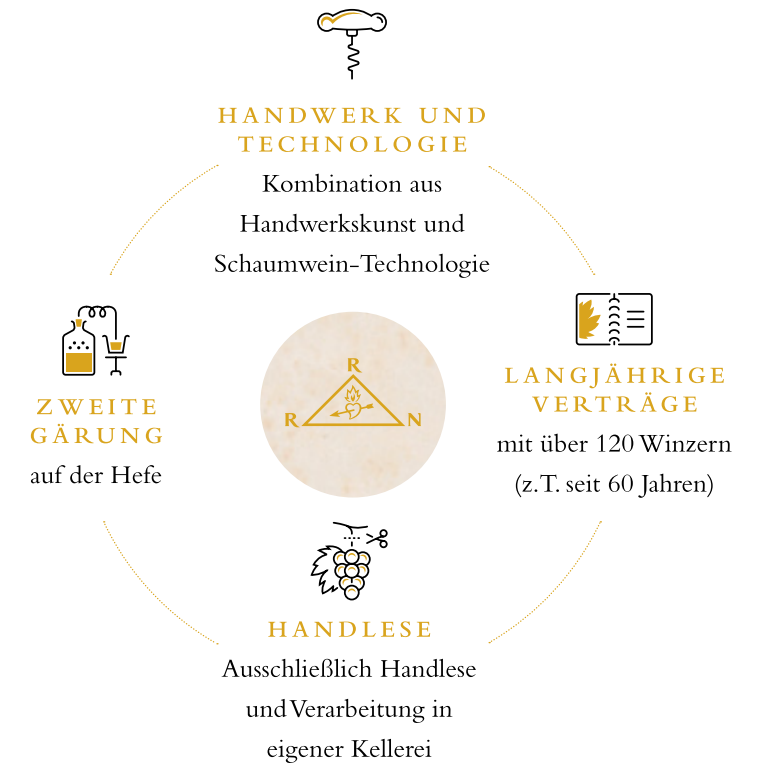 HANDWERK UND
TECHNOLOGIE
Kombination aus
Handwerkskunst und
Schaumwein-Technologie
LANGJÄHRIGE
VERTRÄGE
mit über 120 Winzern
(z.T. seit 60 Jahren)
ZWEITE
GÄRUNG
auf der Hefe
R
R N
HANDLESE
Ausschließlich Handlese
und Verarbeitung in
eigener Kellerei